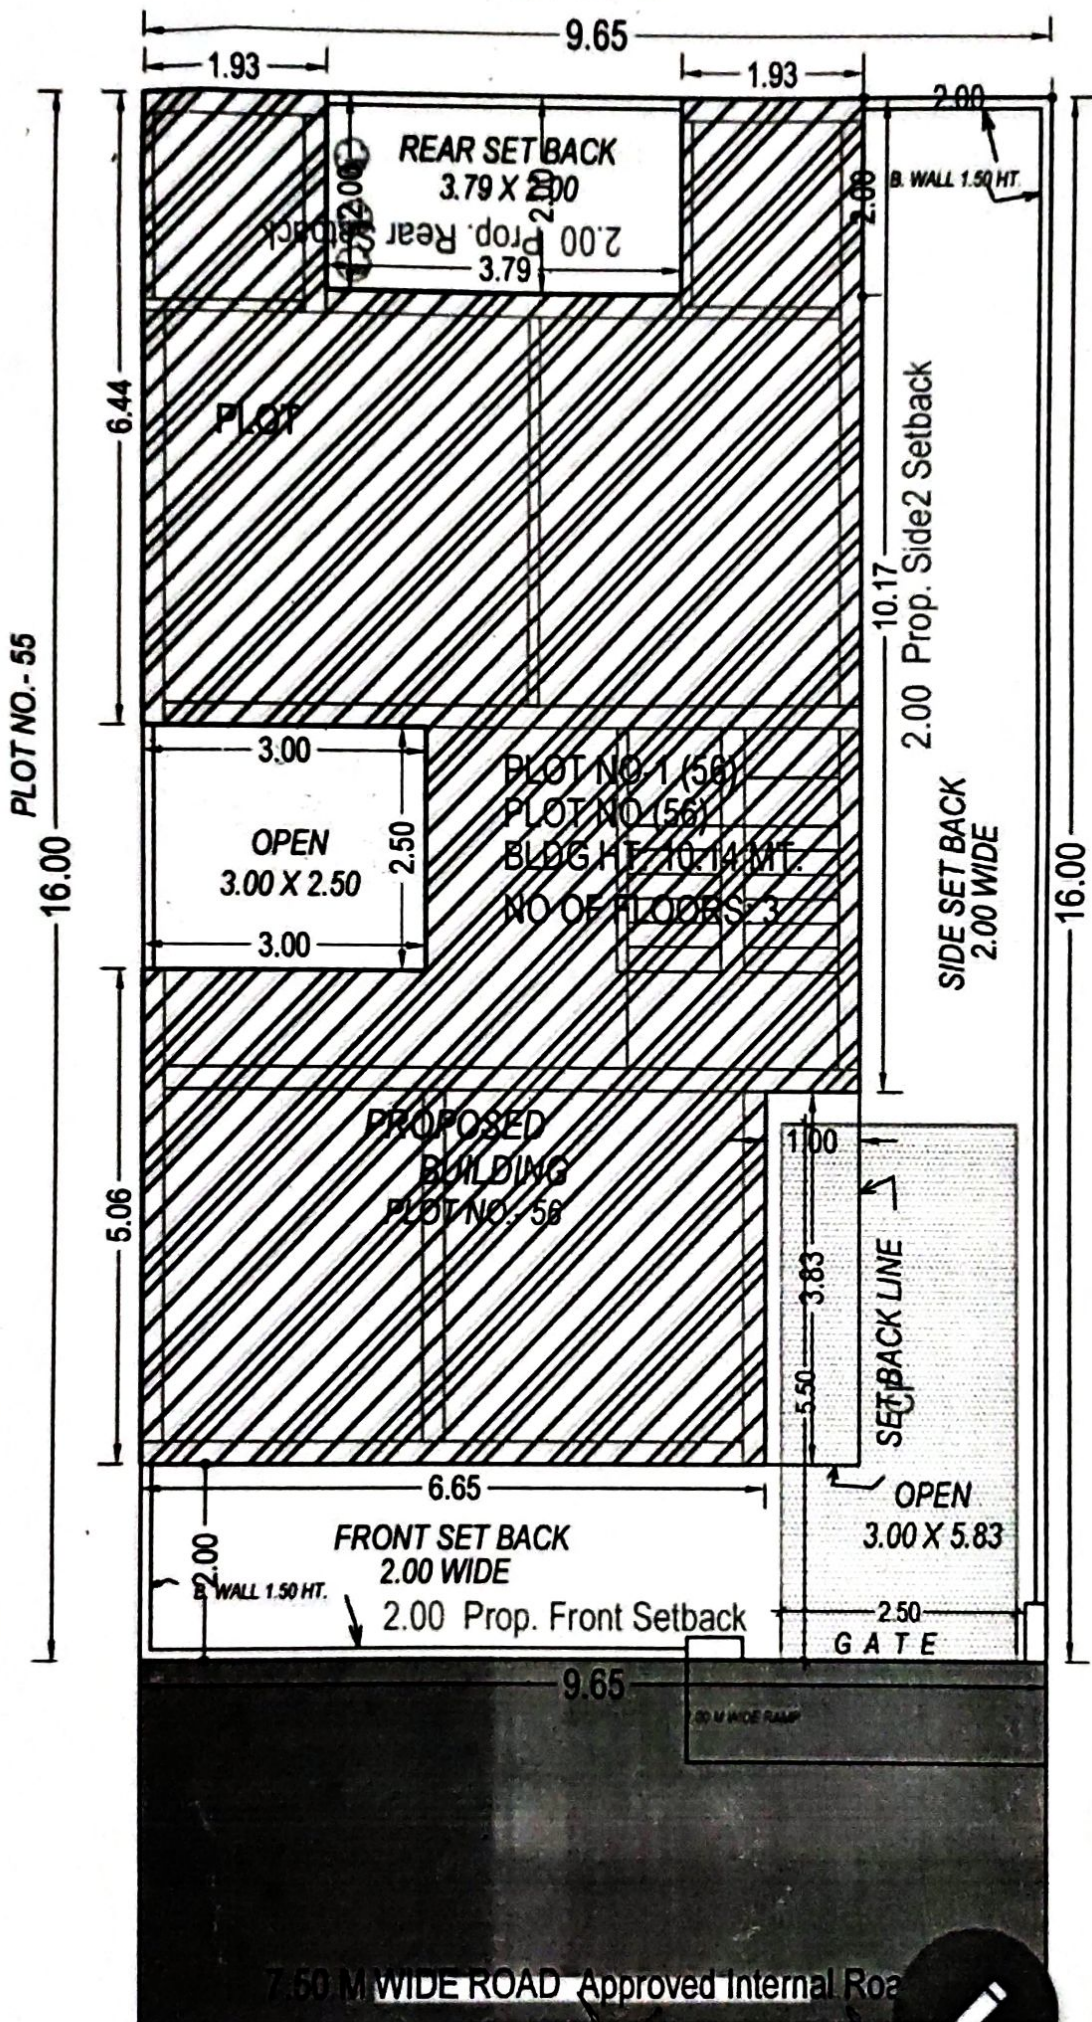 9.65
1.93
1.93
2.00
REAR SET BACK
3.79 X 2.00
2.00
2.00
2.00
B. WALL 1.50 HT.
2.00 Prop. Rear Setback
3.79
6.44
PLOT
2.00 Prop. Side2 Setback
10.17
PLOT NO.- 55
16.00
16.00
3.00
OPEN
3.00 X 2.50
2.50
3.00
PLOT NO-1 (56)
PLOT NO (56)
BLDG HT. 10.14 MT.
NO OF FLOORS: 3
SIDE SET BACK
2.00 WIDE
PROPOSED
BUILDING
PLOT NO.- 56
1.00
5.06
3.83
5.50
SET BACK LINE
6.65
OPEN
3.00 X 5.83
FRONT SET BACK
2.00 WIDE
2.00
B. WALL 1.50 HT.
2.00 Prop. Front Setback
2.50
GATE
9.65
M WIDE RAMP
7.50 M WIDE ROAD Approved Internal Roa